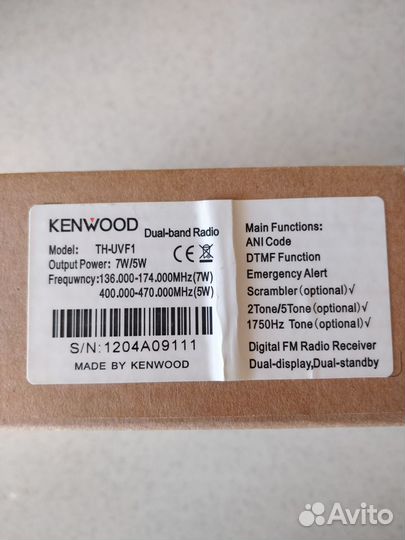 KENWOOD Dual-band Radio
Model: TH-UVF1
Output Power: 7W/5W
Frequwncy:136.000-174.000MHz(7W)
400.000-470.000MHz(5W)
S/N:1204A09111
MADE BY KENWOOD
Main Functions:
ANI Code
DTMF Function
Emergency Alert
Scrambler(optional)√
2Tone/5Tone(optional)√
1750Hz Tone(optional)√
Digital FM Radio Receiver
Dual-display,Dual-standby
CE
Avito